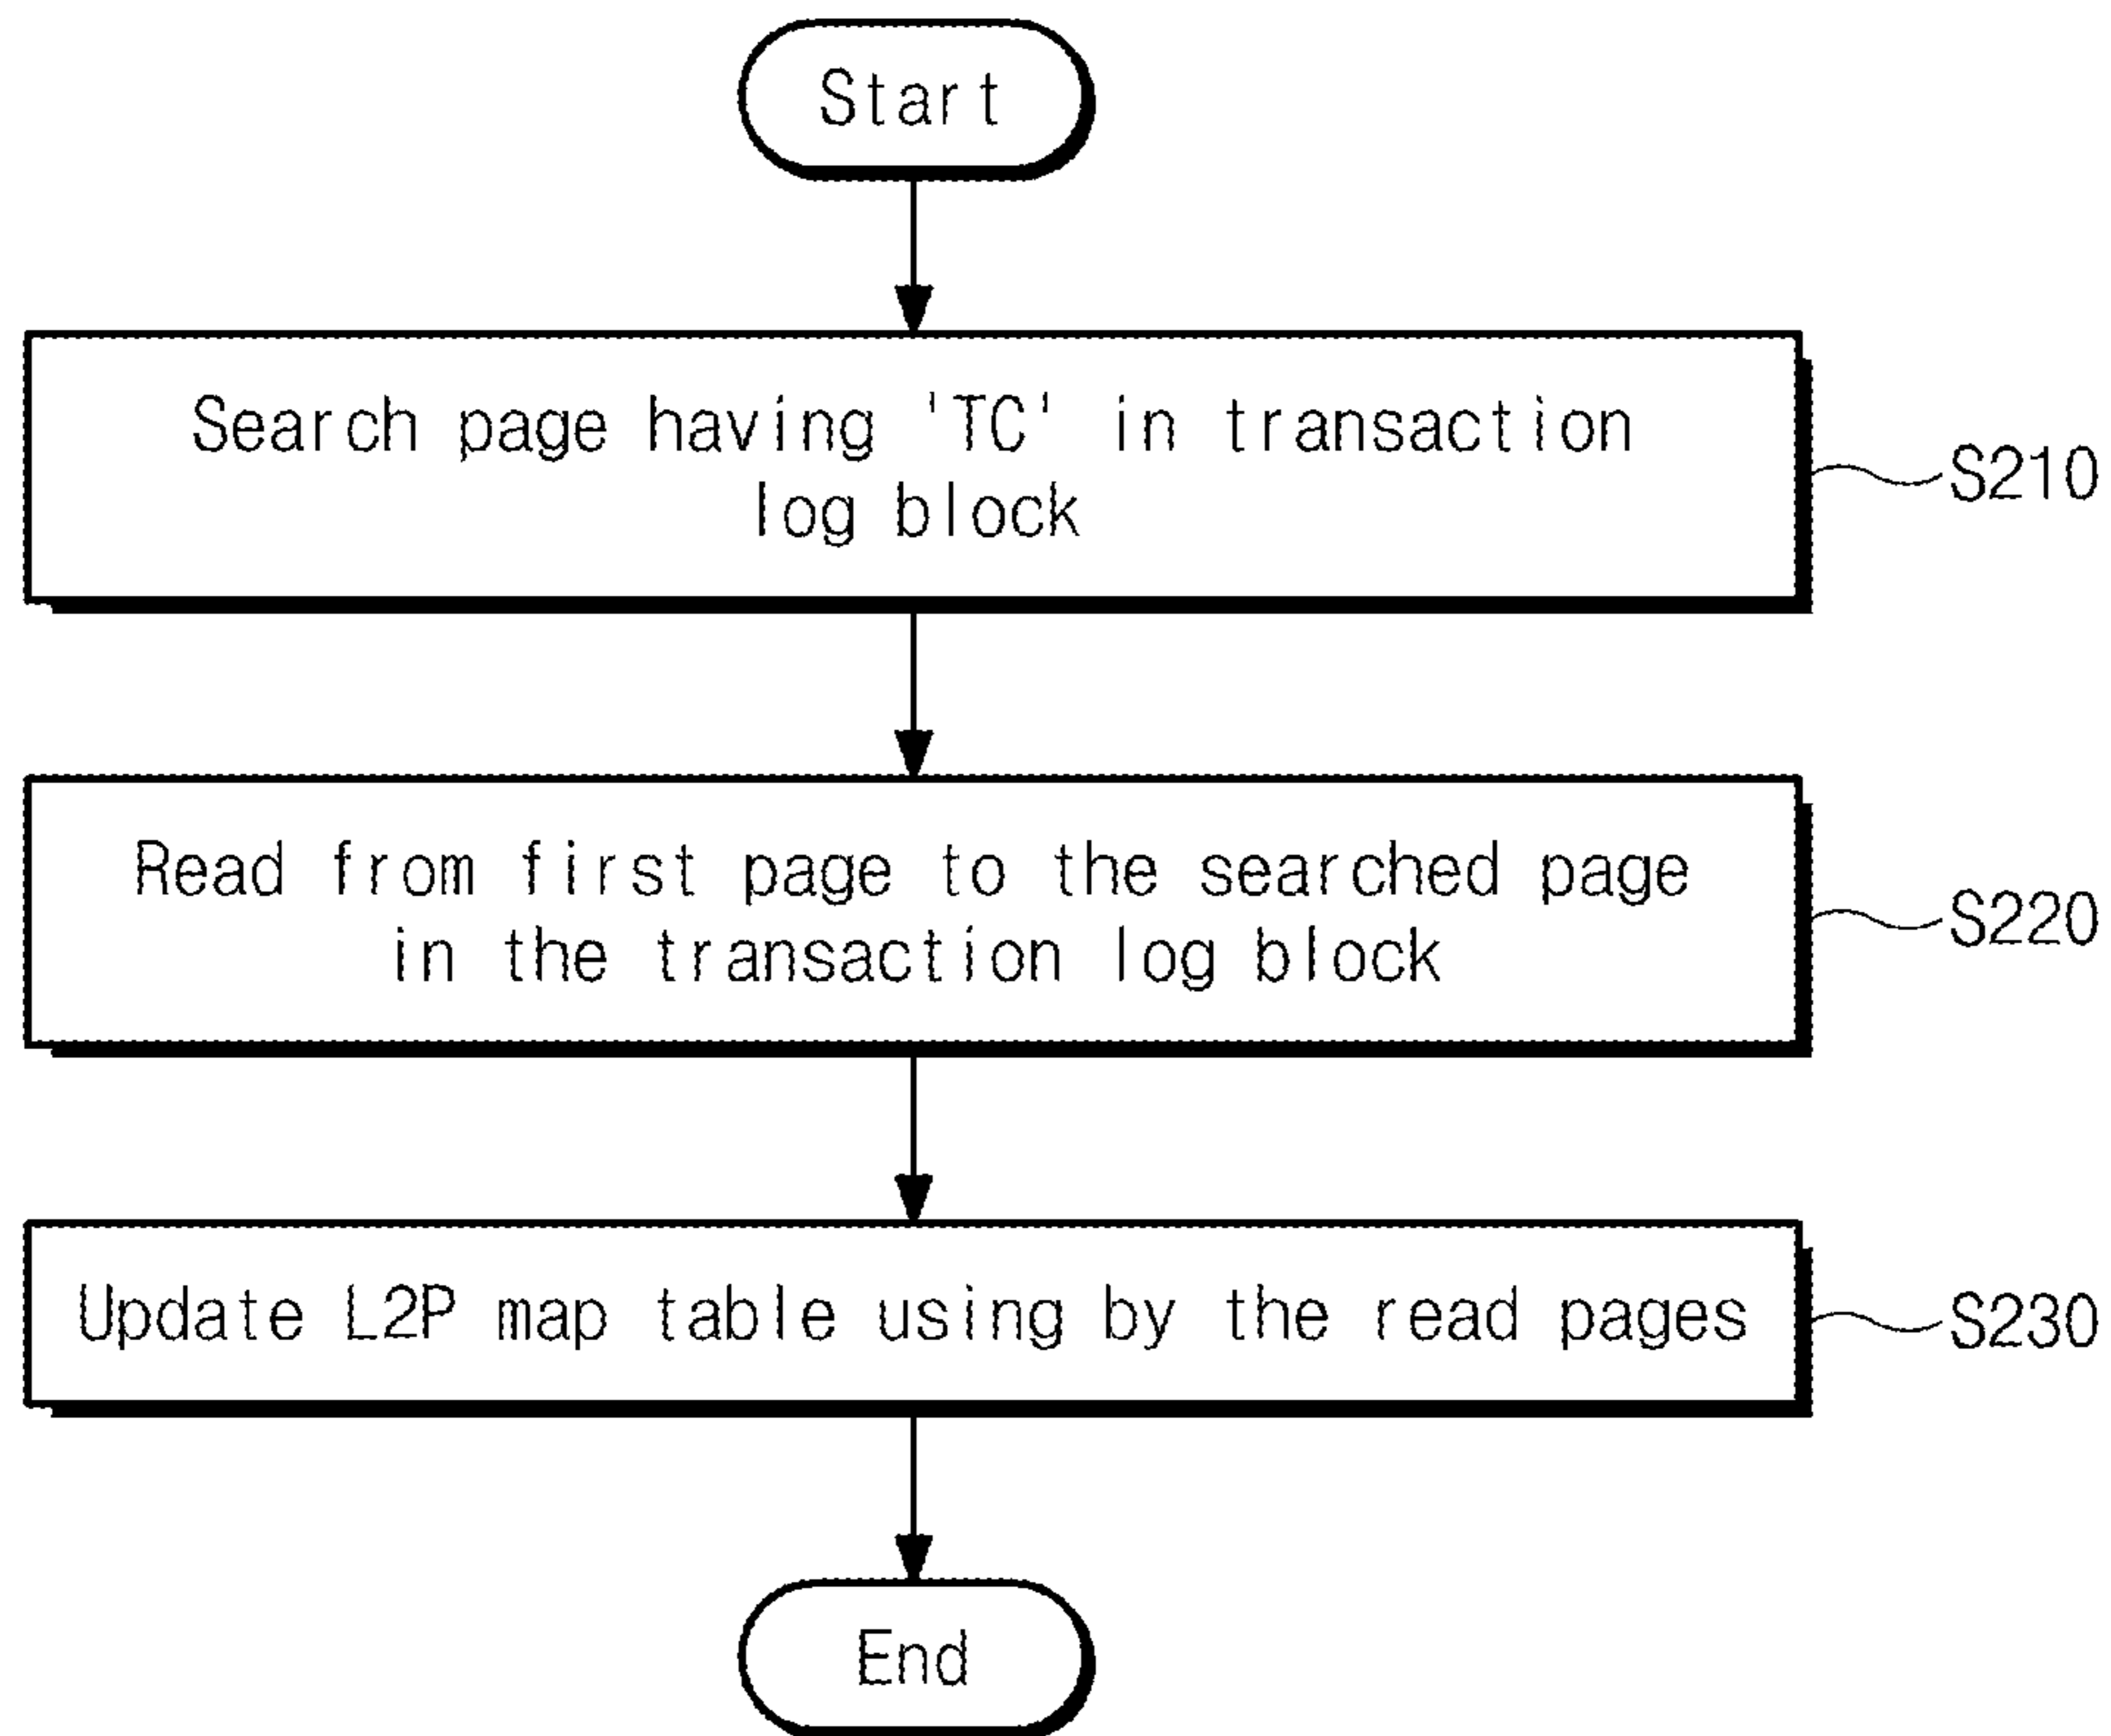 Start
Search page having 'TC' in transaction
log block
S210
Read from first page to the searched page
in the transaction log block
S220
Update L2P map table using by the read pages
S230
End